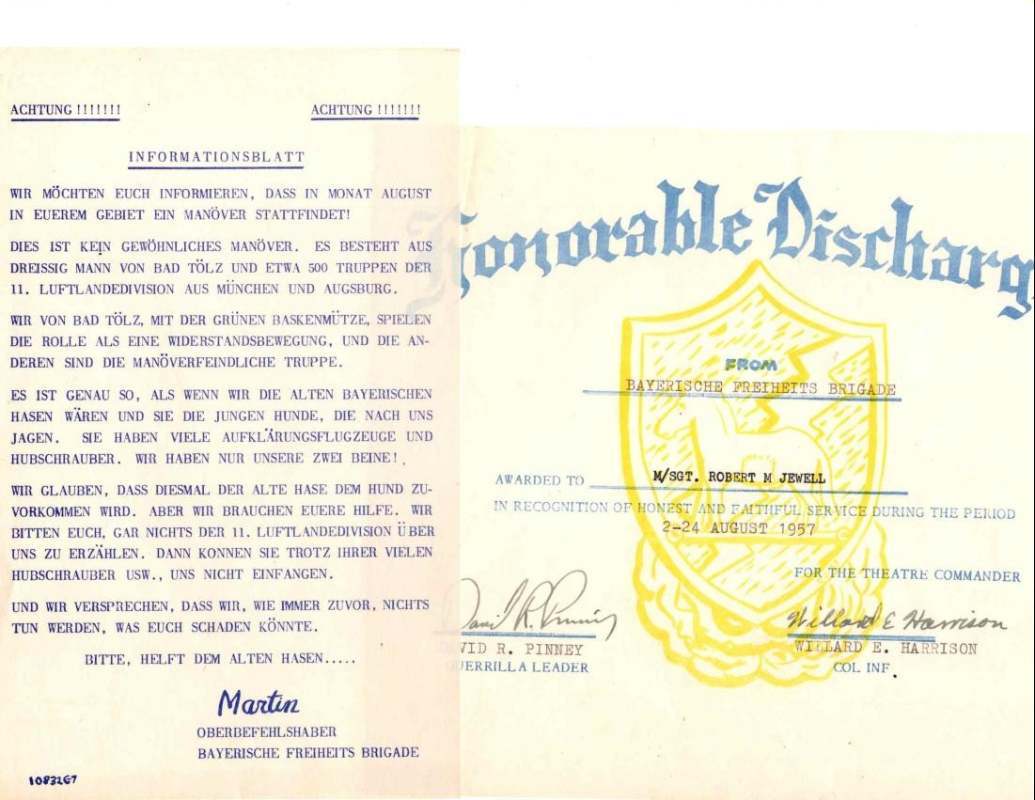 ACHTUNG !!!!!!! ACHTUNG !!!!!!!
INFORMATIONSBLATT
WIR MÖCHTEN EUCH INFORMIEREN, DASS IN MONAT AUGUST
IN EUEREM GEBIET EIN MANÖVER STATTFINDET!
DIES IST KEIN GEWÖHNLICHES MANÖVER. ES BESTEHT AUS
DREISSIG MANN VON BAD TÖLZ UND ETWA 500 TRUPPEN DER
11. LUFTLANDEDIVISION AUS MÜNCHEN UND AUGSBURG.
WIR VON BAD TÖLZ, MIT DER GRÜNEN BASKENMÜTZE, SPIELEN
DIE ROLLE ALS EINE WIDERSTANDSBEWEGUNG, UND DIE AN-
DEREN SIND DIE MANÖVERFEINDLICHE TRUPPE.
ES IST GENAU SO, ALS WENN WIR DIE ALTEN BAYERISCHEN
HASEN WÄREN UND SIE DIE JUNGEN HUNDE, DIE NACH UNS
JAGEN. SIE HABEN VIELE AUFKLÄRUNGSFLUGZEUGE UND
HUBSCHRAUBER. WIR HABEN NUR UNSERE ZWEI BEINE!
WIR GLAUBEN, DASS DIESMAL DER ALTE HASE DEM HUND ZU-
VORKOMMEN WIRD. ABER WIR BRAUCHEN EUERE HILFE. WIR
BITTEN EUCH, GAR NICHTS DER 11. LUFTLANDEDIVISION ÜBER
UNS ZU ERZÄHLEN. DANN KONNEN SIE TROTZ IHRER VIELEN
HUBSCHRAUBER USW., UNS NICHT EINFANGEN.
UND WIR VERSPRECHEN, DASS WIR, WIE IMMER ZUVOR, NICHTS
TUN WERDEN, WAS EUCH SCHADEN KÖNNTE.
BITTE, HELFT DEM ALTEN HASEN.....
Martin
OBERBEFEHLSHABER
BAYERISCHE FREIHEITS BRIGADE
1083267
Honorable Discharg
FROM
BAYERISCHE FREIHEITS BRIGADE
AWARDED TO M/SGT. ROBERT M JEWELL
IN RECOGNITION OF HONEST AND FAITHFUL SERVICE DURING THE PERIOD
2-24 AUGUST 1957
FOR THE THEATRE COMMANDER
David R. Pinney Willard E Harrison
VID R. PINNEY WILLARD E. HARRISON
UERRILLA LEADER COL INF.